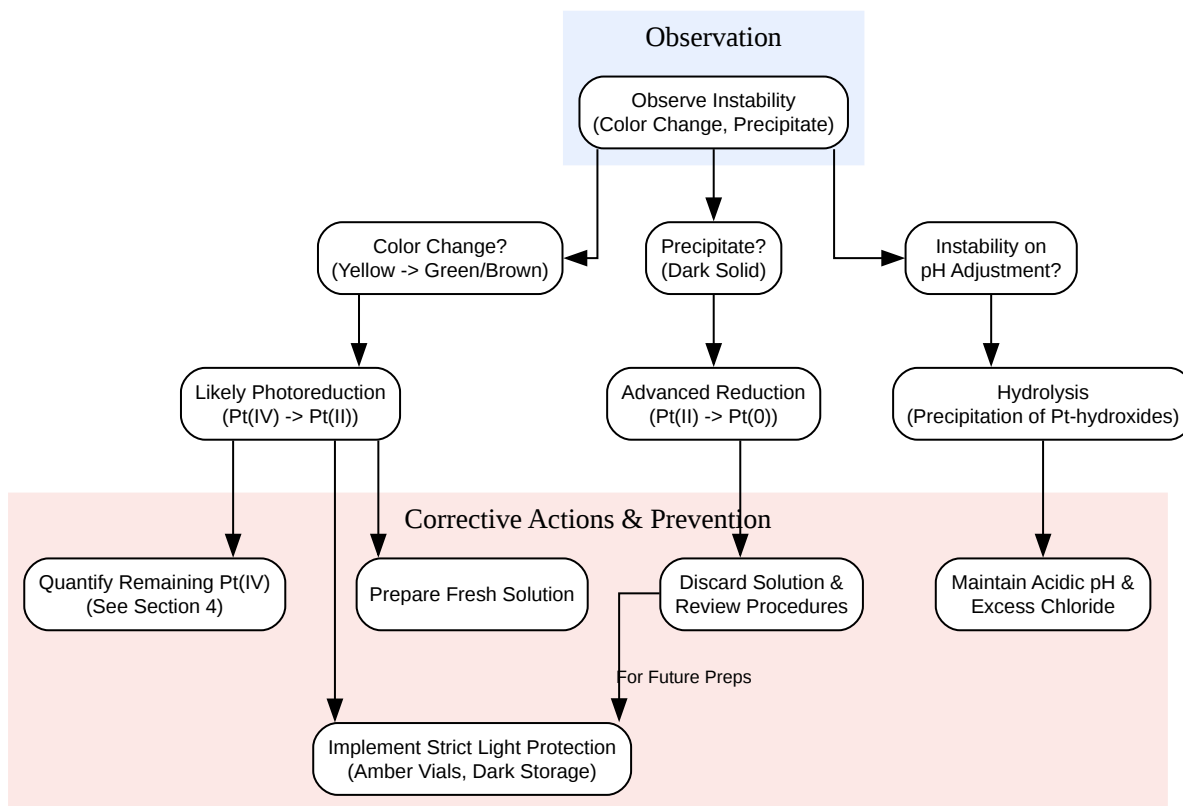 Observation
Observe Instability
(Color Change, Precipitate)
Color Change?
(Yellow -> Green/Brown)
Precipitate?
(Dark Solid)
Instability on
pH Adjustment?
Likely Photoreduction
(Pt(IV) -> Pt(II))
Advanced Reduction
(Pt(II) -> Pt(0))
Hydrolysis
(Precipitation of Pt-hydroxides)
Corrective Actions & Prevention
Quantify Remaining Pt(IV)
(See Section 4)
Prepare Fresh Solution
Discard Solution &
Review Procedures
Maintain Acidic pH &
Excess Chloride
For Future Preps
Implement Strict Light Protection
(Amber Vials, Dark Storage)